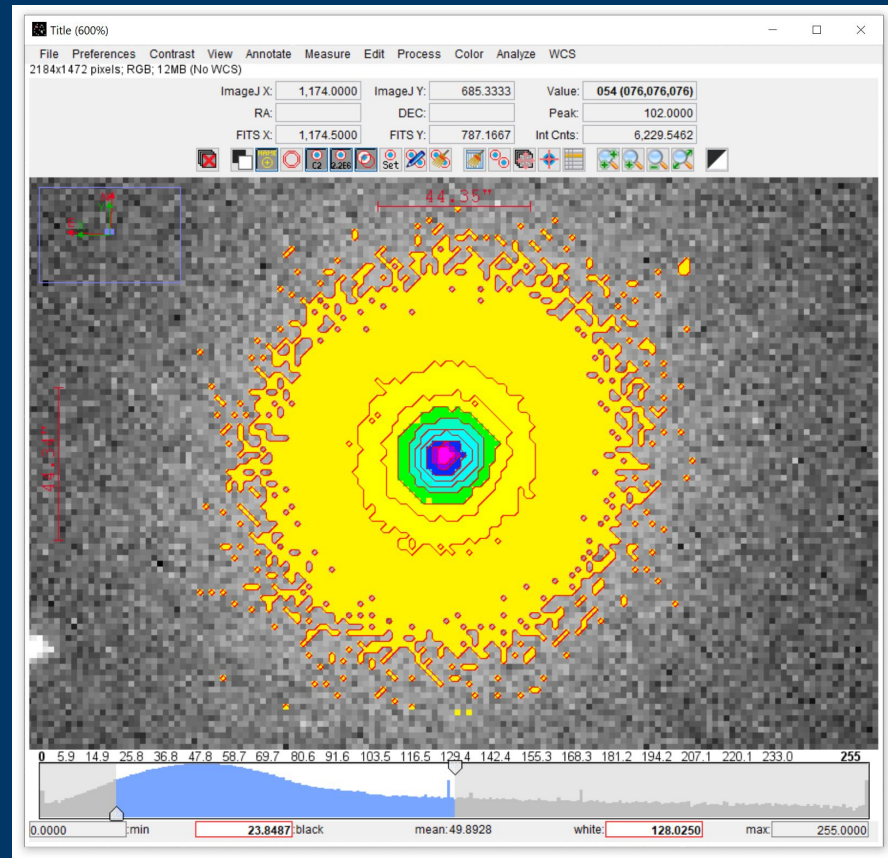 Title (600%)
File Preferences Contrast View Annotate Measure Edit Process Color Analyze WCS
2184x1472 pixels; RGB; 12MB (No WCS)
ImageJ X: 1,174.0000 ImageJ Y: 685.3333 Value: 054 (076,076,076)
RA: DEC: Peak: 102.0000
FITS X: 1,174.5000 FITS Y: 787.1667 Int Cnts: 6,229.5462
C2 2.2E6 Set
44.35"
0 5.9 14.9 25.8 36.8 47.8 58.7 69.7 80.6 91.6 103.5 116.5 129.4 142.4 155.3 168.3 181.2 194.2 207.1 220.1 233.0 255
0.0000 :min 23.8487 :black mean: 49.8928 white: 128.0250 max: 255.0000